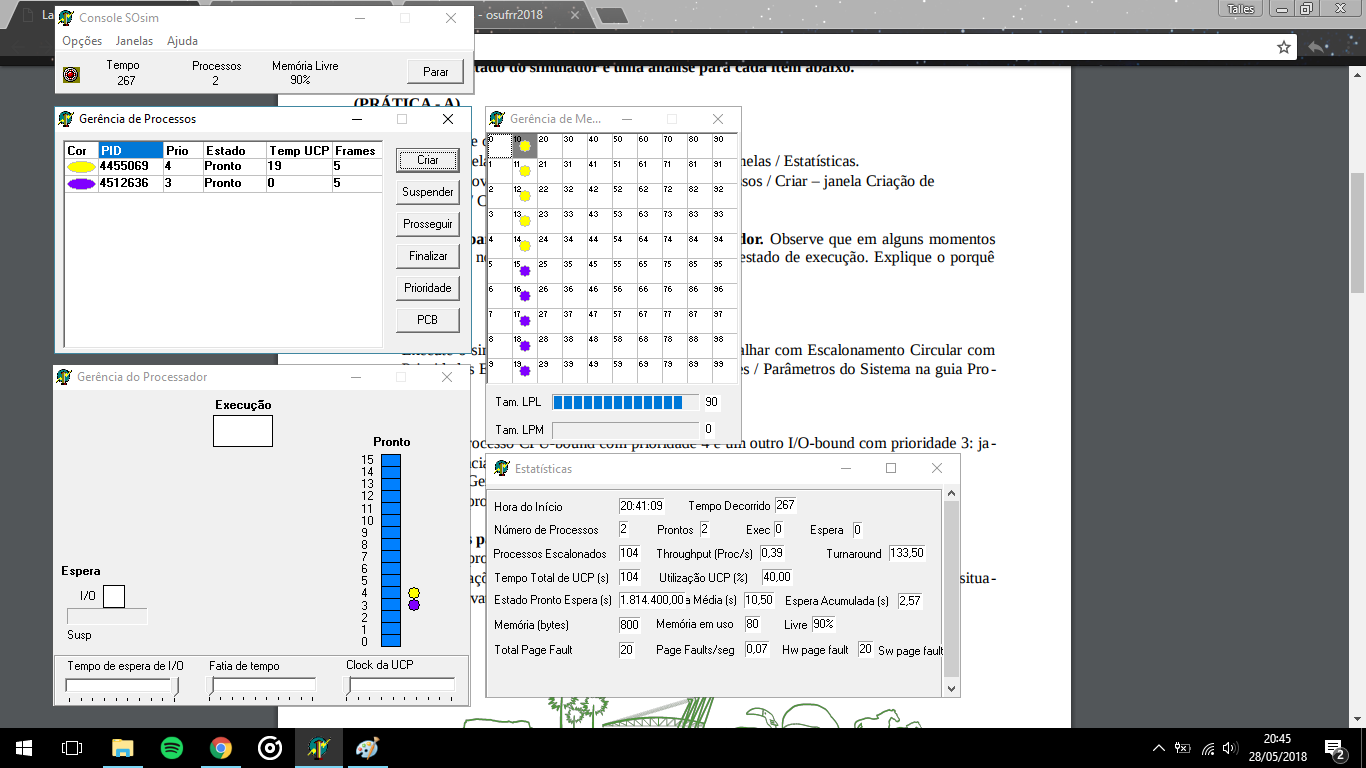 Talles
La
- osufrr2018
Console SOsim
Opções Janelas Ajuda
Tempo Processos Memória Livre
267 2 90%
Parar
tado do simulador e uma análise para cada item abaixo.
(PRÁTICA - A)
nelas / Estatísticas.
sos / Criar – janela Criação de
dor. Observe que em alguns momentos
estado de execução. Explique o porquê
alhar com Escalonamento Circular com
es / Parâmetros do Sistema na guia Pro-
rocesso CPU-bound com prioridade 4 e um outro I/O-bound com prioridade 3: ja-
situa-
Gerência de Processos
Cor PID Prio Estado Temp UCP Frames
4455069 4 Pronto 19 5
4512636 3 Pronto 0 5
Criar
Suspender
Prosseguir
Finalizar
Prioridade
PCB
Gerência de Me...
0 10 20 30 40 50 60 70 80 90
1 11 21 31 41 51 61 71 81 91
2 12 22 32 42 52 62 72 82 92
3 13 23 33 43 53 63 73 83 93
4 14 24 34 44 54 64 74 84 94
5 15 25 35 45 55 65 75 85 95
6 16 26 36 46 56 66 76 86 96
7 17 27 37 47 57 67 77 87 97
8 18 28 38 48 58 68 78 88 98
9 19 29 39 49 59 69 79 89 99
Tam. LPL 90
Tam. LPM 0
Gerência do Processador
Execução
Pronto
15
14
13
12
11
10
9
8
7
6
5
4
3
2
1
0
Espera
I/O
Susp
Tempo de espera de I/O Fatia de tempo Clock da UCP
Estatísticas
Hora do Início 20:41:09 Tempo Decorrido 267
Número de Processos 2 Prontos 2 Exec 0 Espera 0
Processos Escalonados 104 Throughput (Proc/s) 0,39 Turnaround 133,50
Tempo Total de UCP (s) 104 Utilização UCP (%) 40,00
Estado Pronto Espera (s) 1.814.400,00 a Média (s) 10,50 Espera Acumulada (s) 2,57
Memória (bytes) 800 Memória em uso 80 Livre 90%
Total Page Fault 20 Page Faults/seg 0,07 Hw page fault 20 Sw page fault
20:45
28/05/2018
2